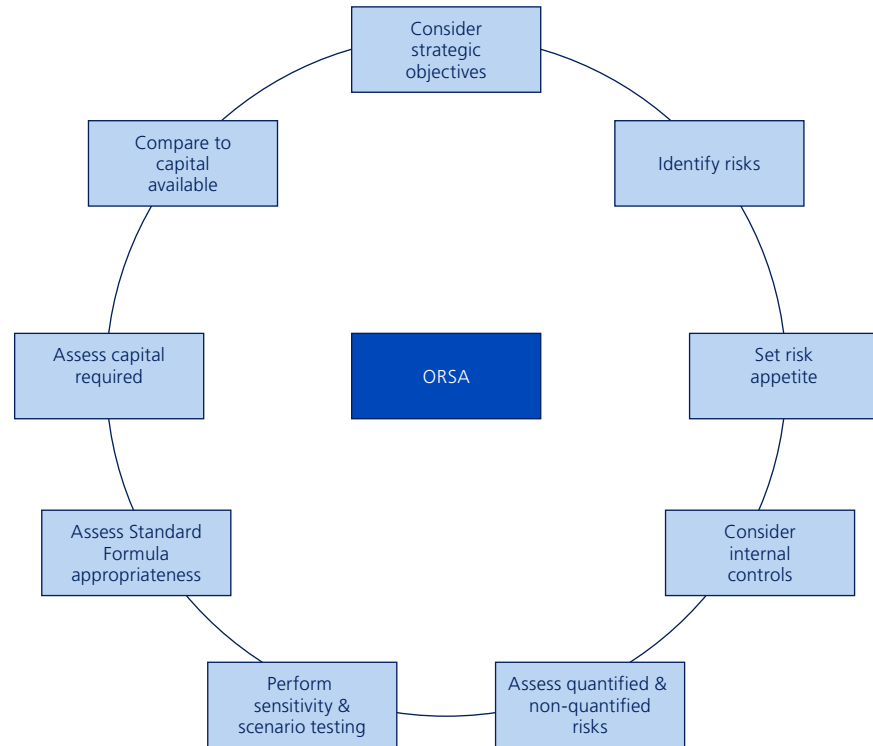 Consider
strategic
objectives
Identify risks
Set risk
appetite
Consider
internal
controls
Assess quantified &
non-quantified
risks
Perform
sensitivity &
scenario testing
Assess Standard
Formula
appropriateness
Assess capital
required
Compare to
capital
available
ORSA